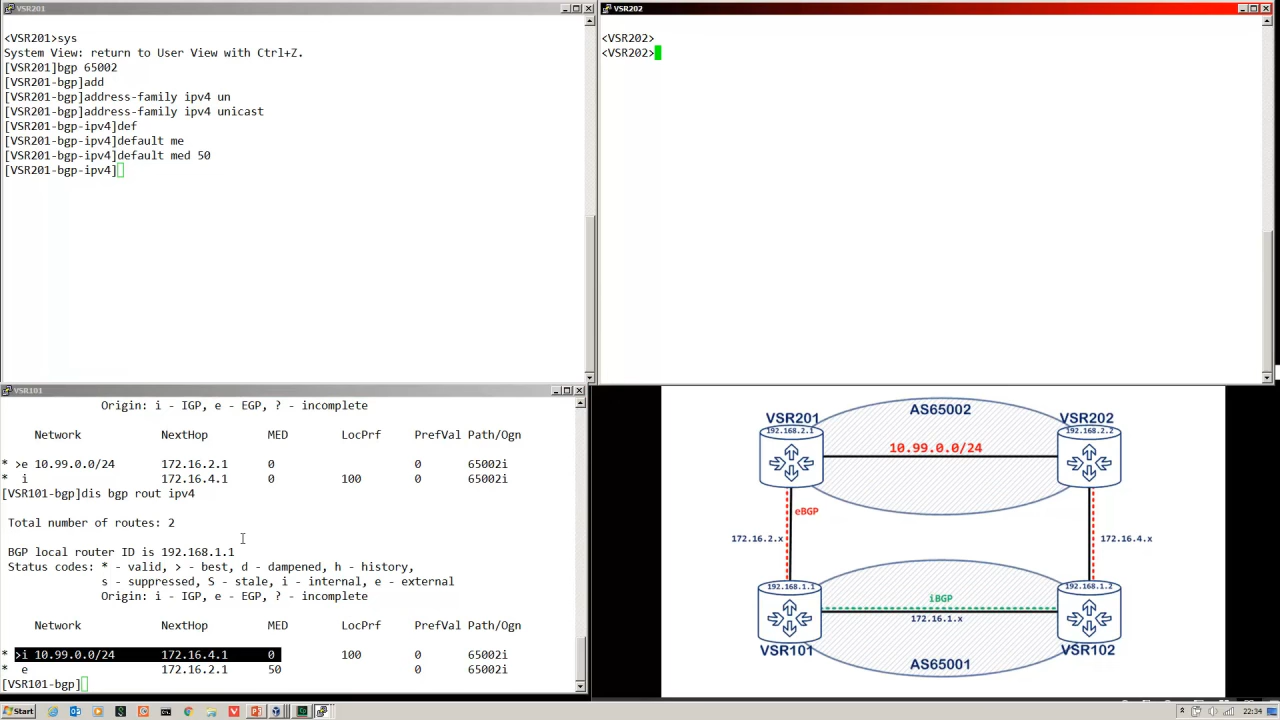 VSR201
<VSR201>sys
System View: return to User View with Ctrl+Z.
[VSR201]bgp 65002
[VSR201-bgp]add
[VSR201-bgp]address-family ipv4 un
[VSR201-bgp]address-family ipv4 unicast
[VSR201-bgp-ipv4]def
[VSR201-bgp-ipv4]default me
[VSR201-bgp-ipv4]default med 50
[VSR201-bgp-ipv4]
VSR202
<VSR202>
<VSR202>
VSR101
Origin: i - IGP, e - EGP, ? - incomplete
Network NextHop MED LocPrf PrefVal Path/Ogn
* >e 10.99.0.0/24 172.16.2.1 0 0 65002i
* i 172.16.4.1 0 100 0 65002i
[VSR101-bgp]dis bgp rout ipv4
Total number of routes: 2
BGP local router ID is 192.168.1.1
Status codes: * - valid, > - best, d - dampened, h - history,
s - suppressed, S - stale, i - internal, e - external
Origin: i - IGP, e - EGP, ? - incomplete
Network NextHop MED LocPrf PrefVal Path/Ogn
* >i 10.99.0.0/24 172.16.4.1 0 100 0 65002i
* e 172.16.2.1 50 0 65002i
[VSR101-bgp]
AS65002
VSR201 VSR202
192.168.2.1 192.168.2.2
10.99.0.0/24
eBGP
172.16.2.x 172.16.4.x
192.168.1.1 192.168.1.2
iBGP
172.16.1.x
VSR101 VSR102
AS65001
Start
22:34